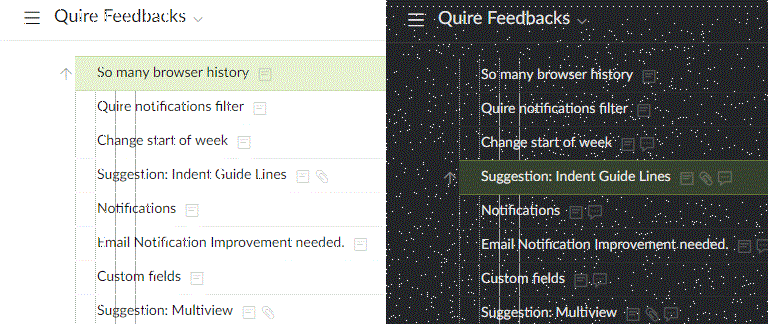 Quire Feedbacks
So many browser history
Quire notifications filter
Change start of week
Suggestion: Indent Guide Lines
Notifications
Email Notification Improvement needed.
Custom fields
Suggestion: Multiview
Quire Feedbacks
So many browser history
Quire notifications filter
Change start of week
Suggestion: Indent Guide Lines
Notifications
Email Notification Improvement needed.
Custom fields
Suggestion: Multiview